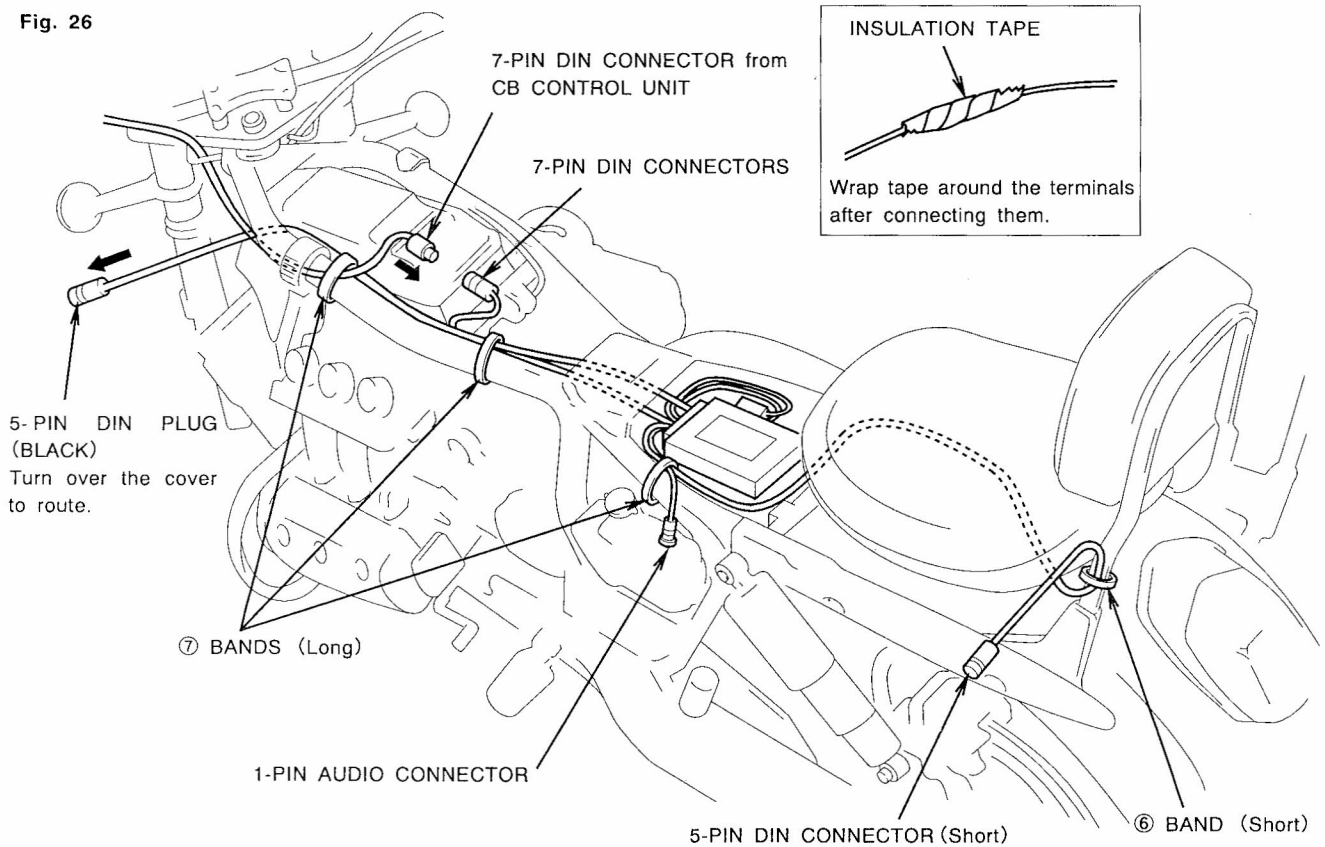 Fig. 26
7-PIN DIN CONNECTOR from
CB CONTROL UNIT
7-PIN DIN CONNECTORS
INSULATION TAPE
Wrap tape around the terminals
after connecting them.
5-PIN DIN PLUG
(BLACK)
Turn over the cover
to route.
⑦ BANDS (Long)
1-PIN AUDIO CONNECTOR
5-PIN DIN CONNECTOR (Short)
⑥ BAND (Short)